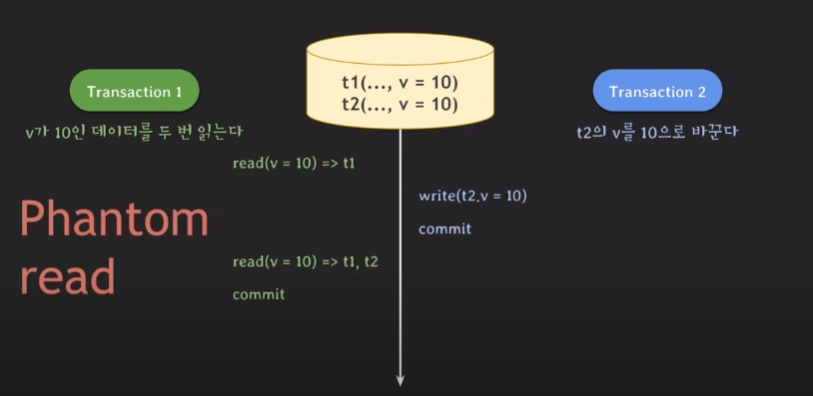 t1(..., v = 10)
t2(..., v = 10)
Transaction 1
Transaction 2
v가 10인 데이터를 두 번 읽는다
t2의 v를 10으로 바꾼다
read(v = 10) => t1
write(t2.v = 10)
commit
Phantom
read
read(v = 10) => t1, t2
commit